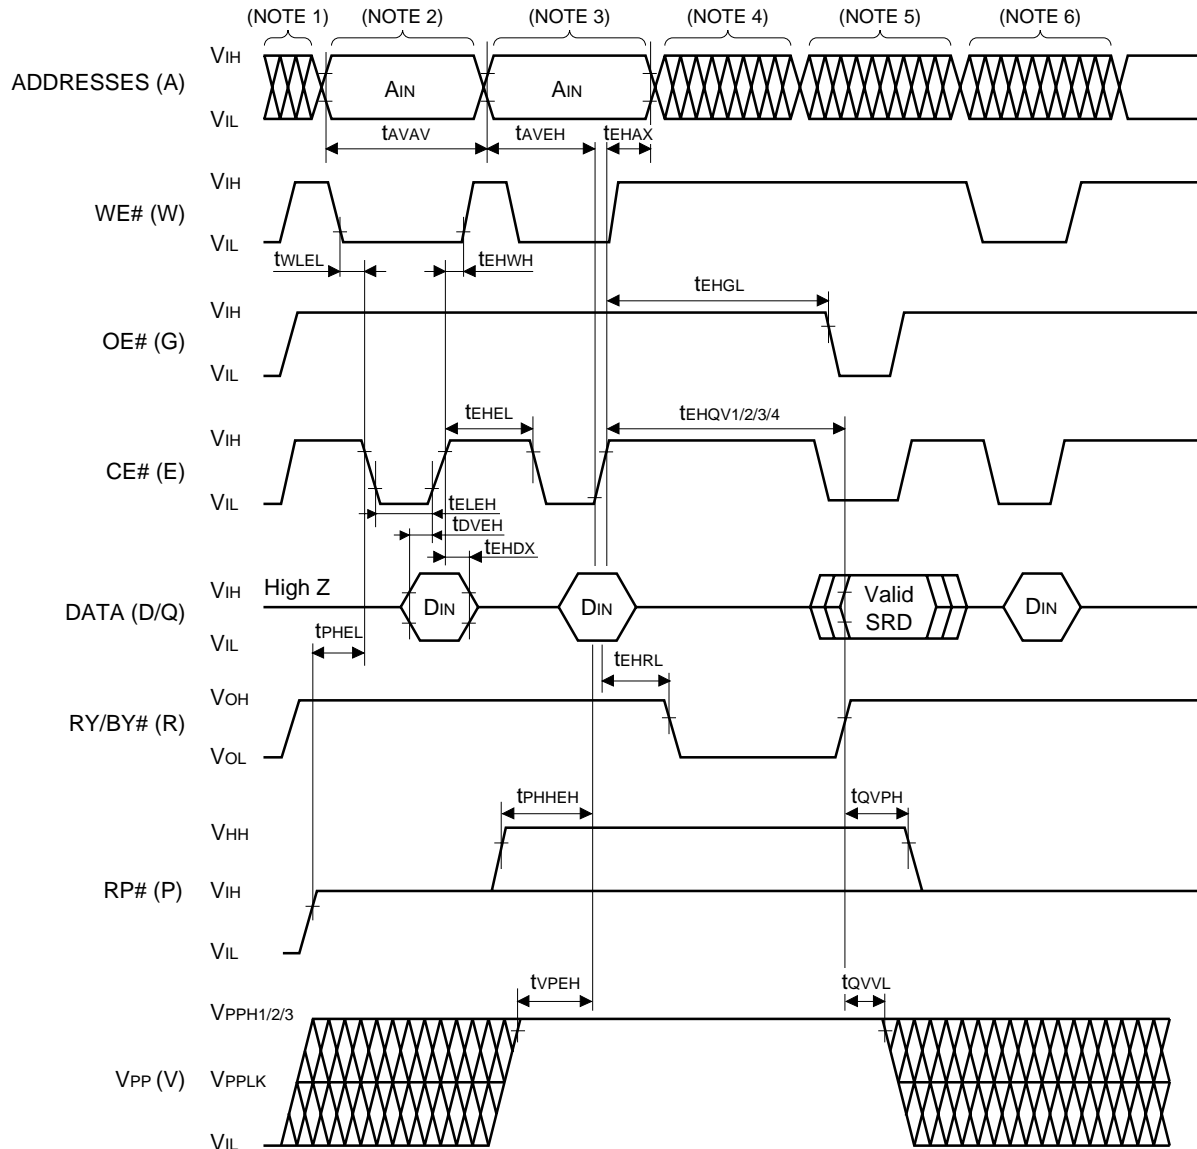 (NOTE 1) (NOTE 2) (NOTE 3) (NOTE 4) (NOTE 5) (NOTE 6)
VIH
ADDRESSES (A) AIN AIN
VIL
tAVAV tAVEH tEHAX
VIH
WE# (W)
VIL
tWLEL tEHWH
tEHGL
VIH
OE# (G)
VIL
tEHEL tEHQV1/2/3/4
VIH
CE# (E)
VIL
tELEH
tDVEH
tEHDX
VIH High Z
DATA (D/Q) DIN DIN Valid SRD DIN
VIL
tPHEL
tEHRL
VOH
RY/BY# (R)
VOL
tPHHEH tQVPH
VHH
RP# (P) VIH
VIL
tVPEH tQVVL
VPPH1/2/3
VPP (V) VPPLK
VIL